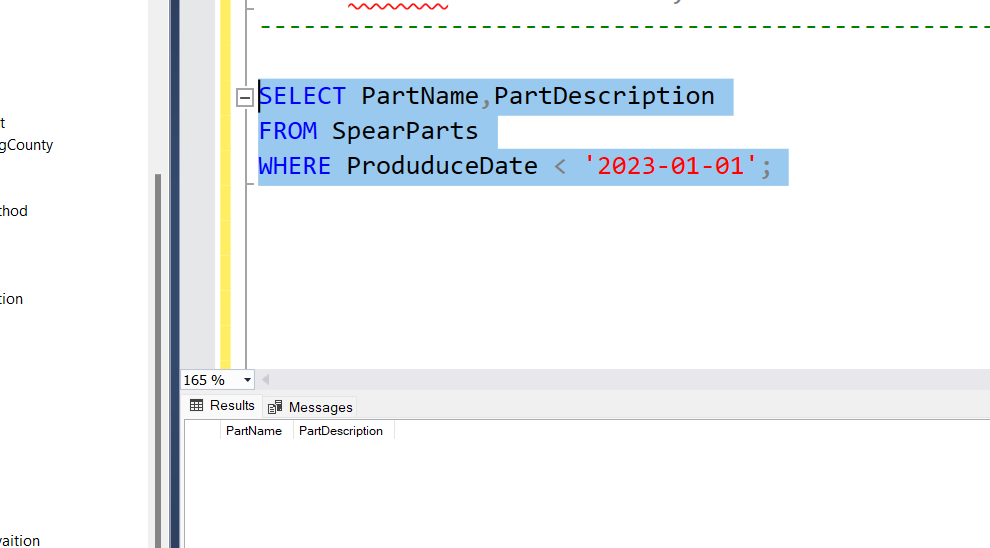 --------------------------------------------------
t
gCounty
thod
tion
vaition
SELECT PartName,PartDescription
FROM SpearParts
WHERE ProduduceDate < '2023-01-01';
165 %
Results Messages
PartName PartDescription